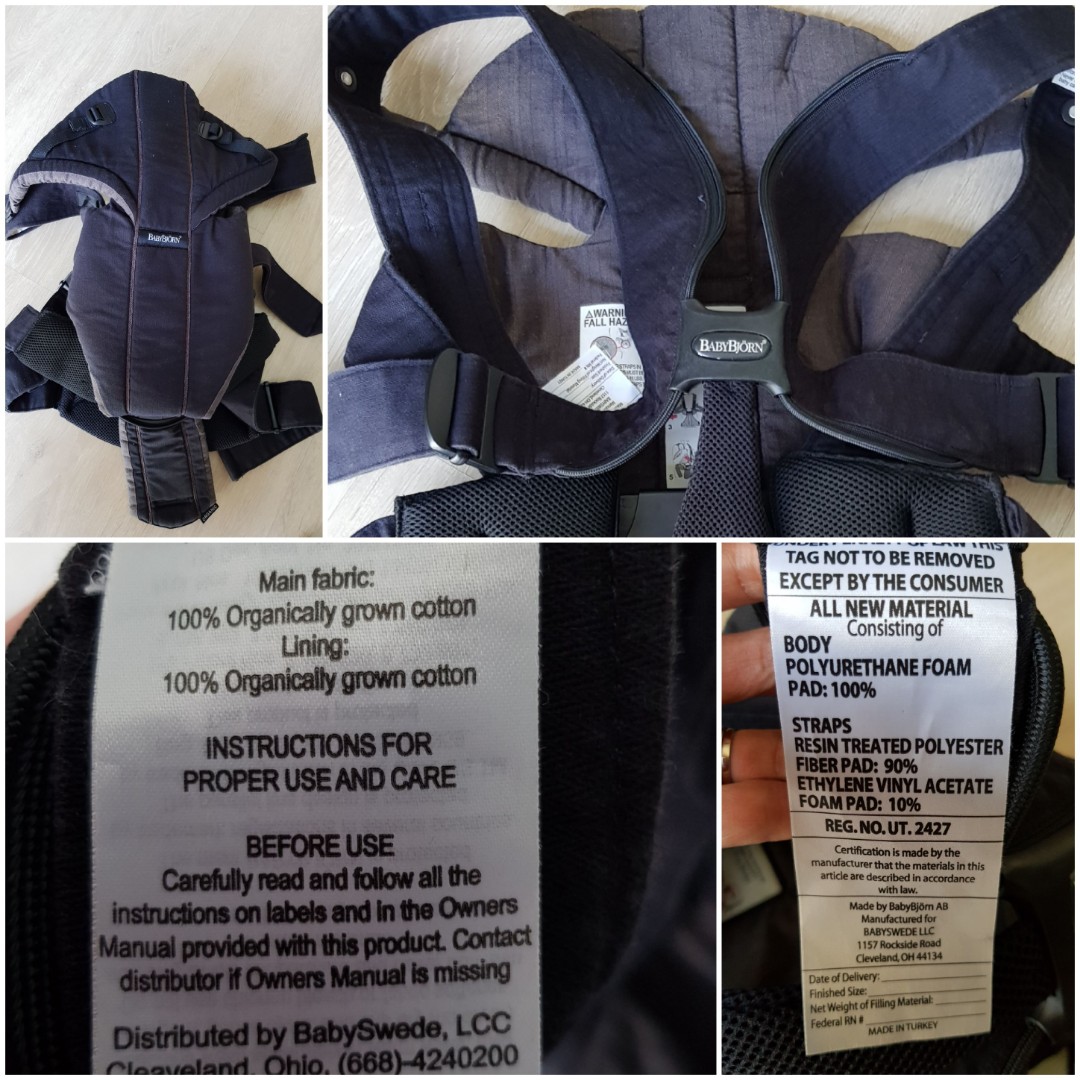 BABYBJÖRN
⚠WARNI
FALL HAZ
BABYBJÖRN®
3
5
Main fabric:
100% Organically grown cotton
Lining:
100% Organically grown cotton
INSTRUCTIONS FOR
PROPER USE AND CARE
BEFORE USE
Carefully read and follow all the
instructions on labels and in the Owners
Manual provided with this product. Contact
distributor if Owners Manual is missing
Distributed by BabySwede, LCC
Cleaveland, Ohio, (668)-4240200
TAG NOT TO BE REMOVED
EXCEPT BY THE CONSUMER
ALL NEW MATERIAL
Consisting of
BODY
POLYURETHANE FOAM
PAD: 100%
STRAPS
RESIN TREATED POLYESTER
FIBER PAD: 90%
ETHYLENE VINYL ACETATE
FOAM PAD: 10%
REG. NO. UT. 2427
Certification is made by the
manufacturer that the materials in this
article are described in accordance
with law.
Made by BabyBjörn AB
Manufactured for
BABYSWEDE LLC
1157 Rockside Road
Cleveland, OH 44134
Date of Delivery:
Finished Size:
Net Weight of Filling Material:
Federal RN #
MADE IN TURKEY